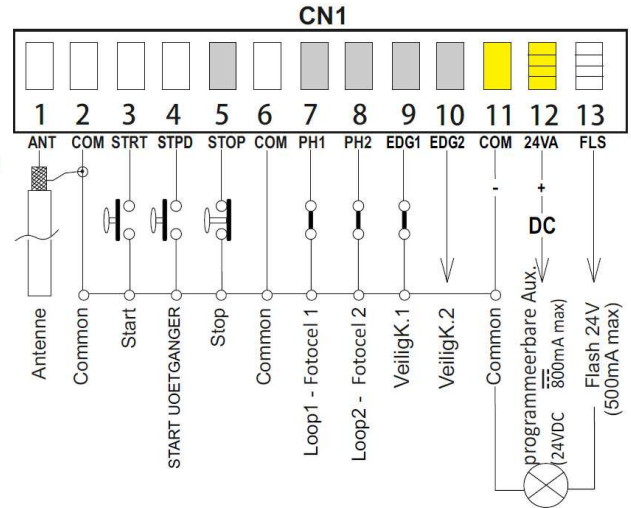 CN1
1 2 3 4 5 6 7 8 9 10 11 12 13
ANT COM STRT STPD STOP COM PH1 PH2 EDG1 EDG2 COM 24VA FLS
- +
DC
Antenne
Common
Start
START UOETGANGER
Stop
Common
Loop1 - Fotocel 1
Loop2 - Fotocel 2
VeiligK.1
VeiligK.2
Common
programmeerbare Aux.
(24VDC 800mA max)
Flash 24V
(500mA max)